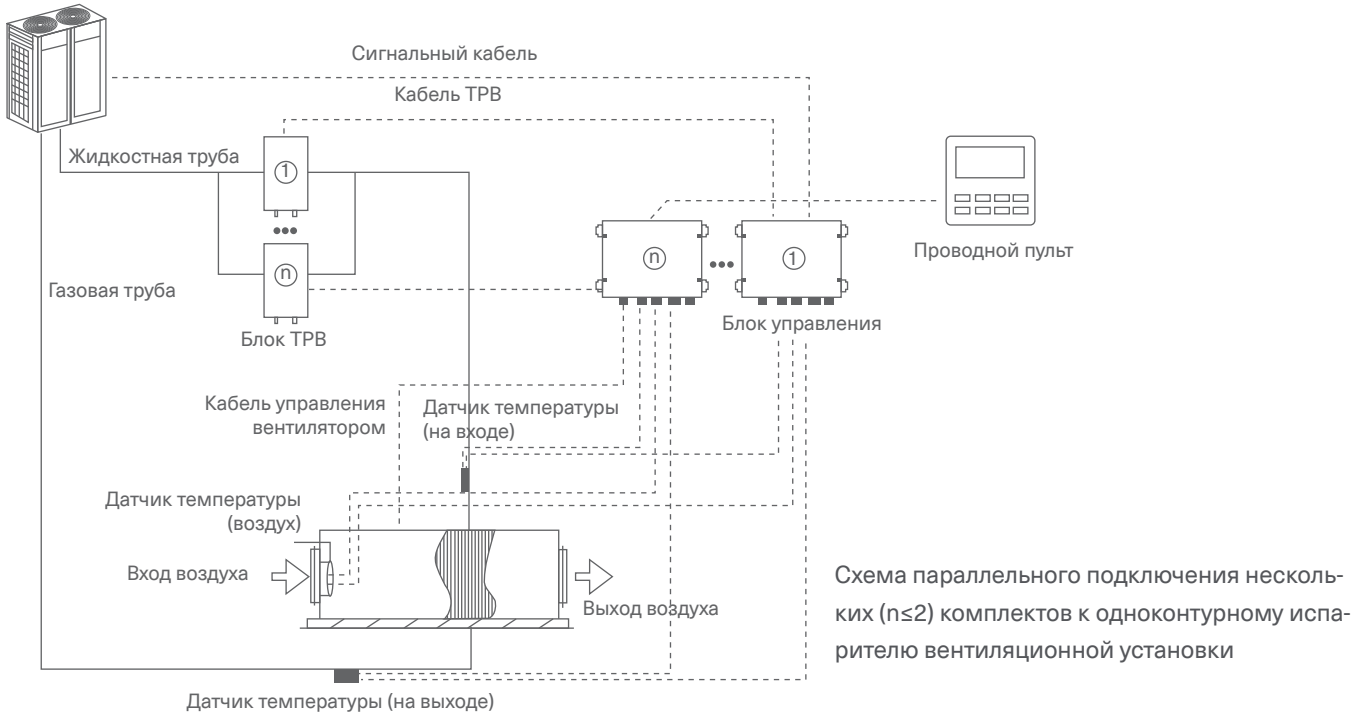 Сигнальный кабель
Кабель ТРВ
Жидкостная труба
1
n
Газовая труба
Блок ТРВ
n
1
Проводной пульт
Блок управления
Кабель управления
вентилятором
Датчик температуры
(на входе)
Датчик температуры
(воздух)
Вход воздуха
Выход воздуха
Датчик температуры (на выходе)
Схема параллельного подключения несколь-
ких (n≤2) комплектов к одноконтурному испа-
рителю вентиляционной установки